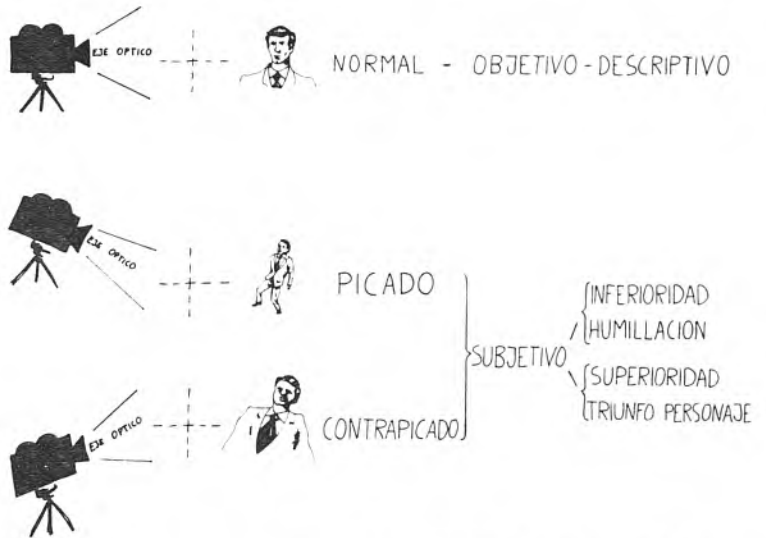 EJE OPTICO
NORMAL - OBJETIVO - DESCRIPTIVO
EJE OPTICO
PICADO
INFERIORIDAD
HUMILLACION
SUBJETIVO
SUPERIORIDAD
TRIUNFO PERSONAJE
EJE OPTICO
CONTRAPICADO